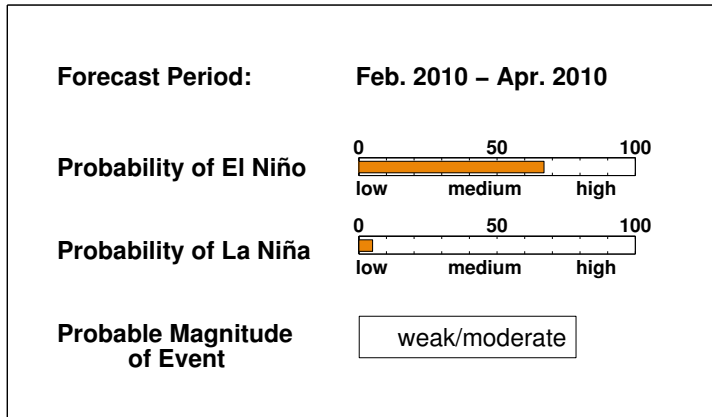 Forecast Period: Feb. 2010 – Apr. 2010
0 50 100
Probability of El Niño
low medium high
0 50 100
Probability of La Niña
low medium high
Probable Magnitude
of Event
weak/moderate